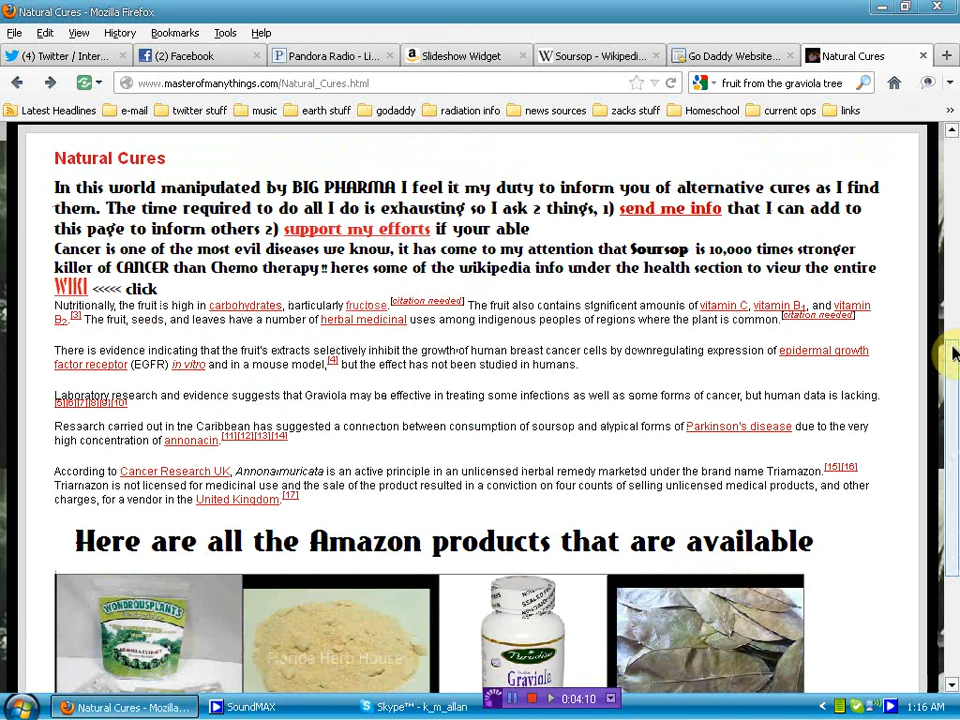 Natural Cures - Mozilla Firefox
File Edit View History Bookmarks Tools Help
(4) Twitter / Inter... (2) Facebook Pandora Radio - Li... Slideshow Widget Soursop - Wikipedi... Go Daddy Website... Natural Cures
www.masterofmanythings.com/Natural_Cures.html fruit from the graviola tree
Latest Headlines e-mail twitter stuff music earth stuff godaddy radiation info news sources zacks stuff Homeschool current ops links
Natural Cures
In this world manipulated by BIG PHARMA I feel it my duty to inform you of alternative cures as I find
them. The time required to do all I do is exhausting so I ask 2 things, 1) send me info that I can add to
this page to inform others 2) support my efforts if your able
Cancer is one of the most evil diseases we know, it has come to my attention that Soursop is 10,000 times stronger
killer of CANCER than Chemo therapy!! heres some of the wikipedia info under the health section to view the entire
WIKI <<<<< click
Nutritionally, the fruit is high in carbohydrates, particularly fructose.[citation needed] The fruit also contains significant amounts of vitamin C, vitamin B1, and vitamin
B2.[3] The fruit, seeds, and leaves have a number of herbal medicinal uses among indigenous peoples of regions where the plant is common.[citation needed]
There is evidence indicating that the fruit's extracts selectively inhibit the growth of human breast cancer cells by downregulating expression of epidermal growth
factor receptor (EGFR) in vitro and in a mouse model,[4] but the effect has not been studied in humans.
Laboratory research and evidence suggests that Graviola may be effective in treating some infections as well as some forms of cancer, but human data is lacking.
[5][6][7][8][9][10]
Research carried out in the Caribbean has suggested a connection between consumption of soursop and atypical forms of Parkinson's disease due to the very
high concentration of annonacin.[11][12][13][14]
According to Cancer Research UK, Annona muricata is an active principle in an unlicensed herbal remedy marketed under the brand name Triamazon.[15][16]
Triamazon is not licensed for medicinal use and the sale of the product resulted in a conviction on four counts of selling unlicensed medical products, and other
charges, for a vendor in the United Kingdom.[17]
Here are all the Amazon products that are available
WONDROUSPLANTS
Florida Herb House
Paradise
Graviola
Natural Cures - Mozilla... SoundMAX Skype™ - k_m_allan 0:04:10 1:16 AM